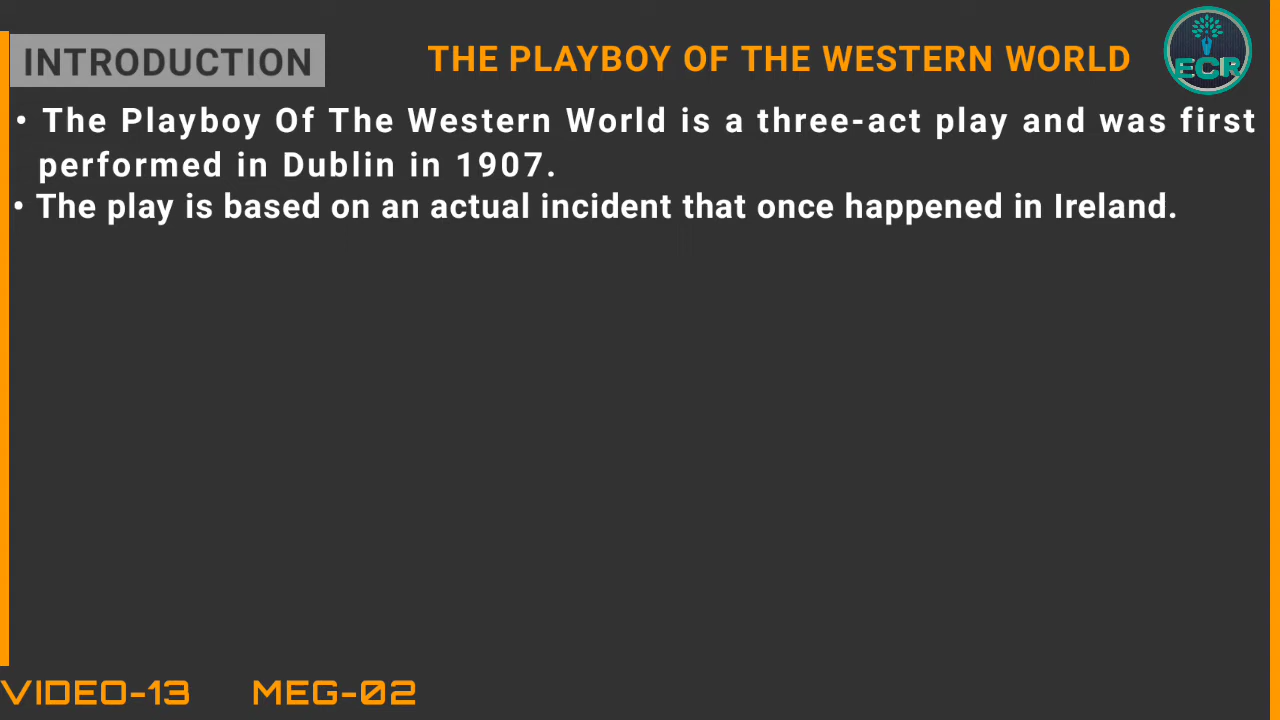 INTRODUCTION
THE PLAYBOY OF THE WESTERN WORLD
ECR
• The Playboy Of The Western World is a three-act play and was first
performed in Dublin in 1907.
• The play is based on an actual incident that once happened in Ireland.
VIDEO-13 MEG-02